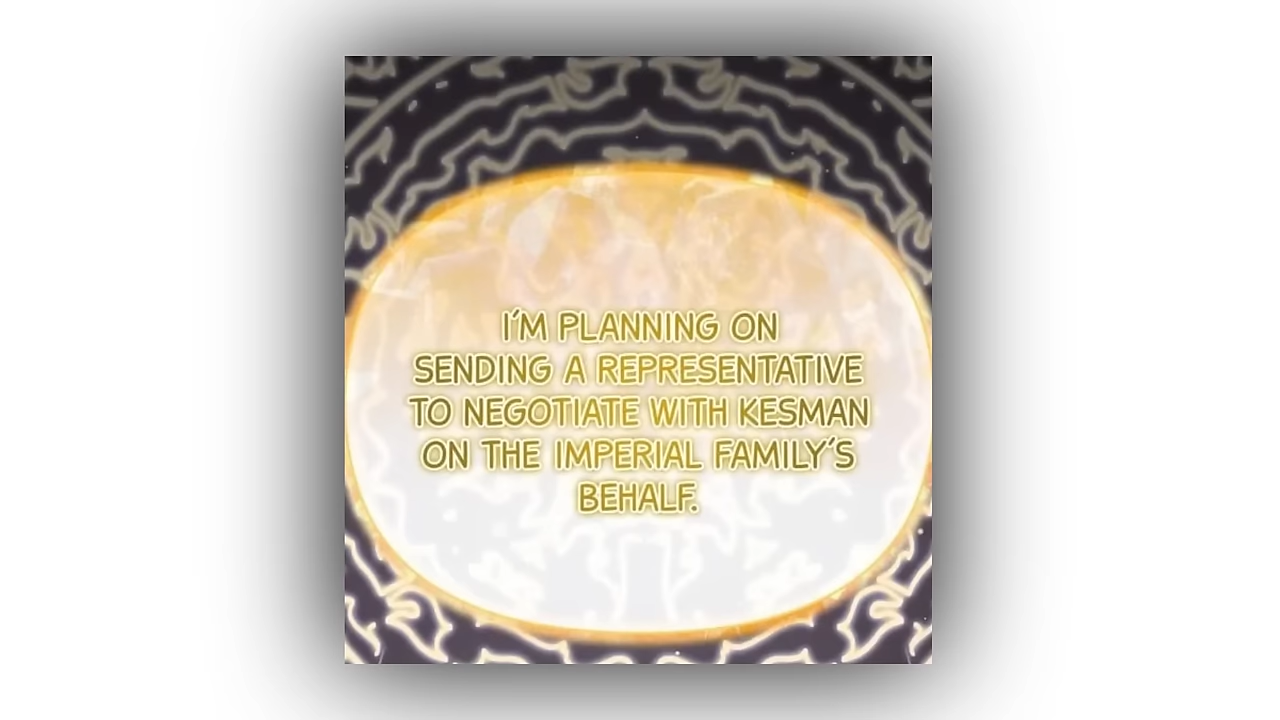 I'M PLANNING ON
SENDING A REPRESENTATIVE
TO NEGOTIATE WITH KESMAN
ON THE IMPERIAL FAMILY'S
BEHALF.